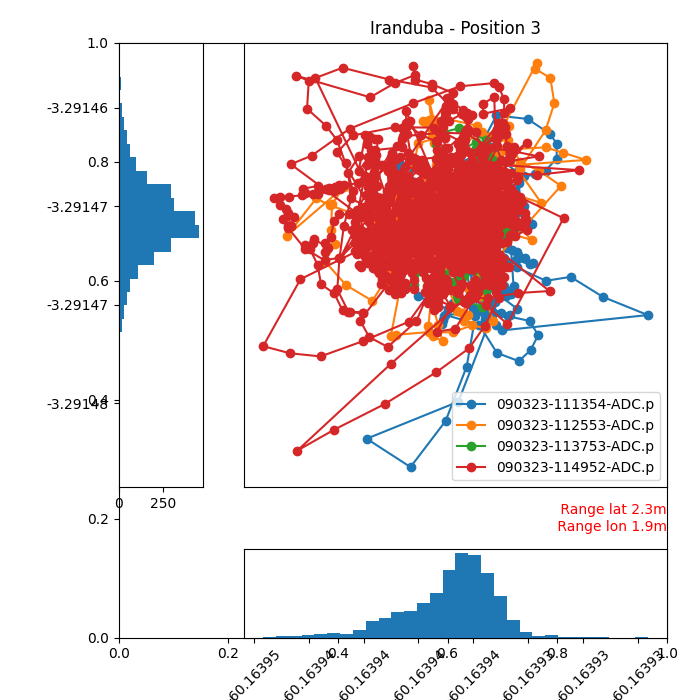 Iranduba - Position 3
1.0
-3.29146
0.8
-3.29147
0.6
-3.29147
0.4
-3.29148
090323-111354-ADC.p
090323-112553-ADC.p
090323-113753-ADC.p
090323-114952-ADC.p
0 250
Range lat 2.3m
Range lon 1.9m
0.2
0.0
0.0 0.2 0.4 0.6 0.8 1.0
60.16395 60.16394 60.16394 60.16394 60.16394 60.16393 60.16393 60.16393